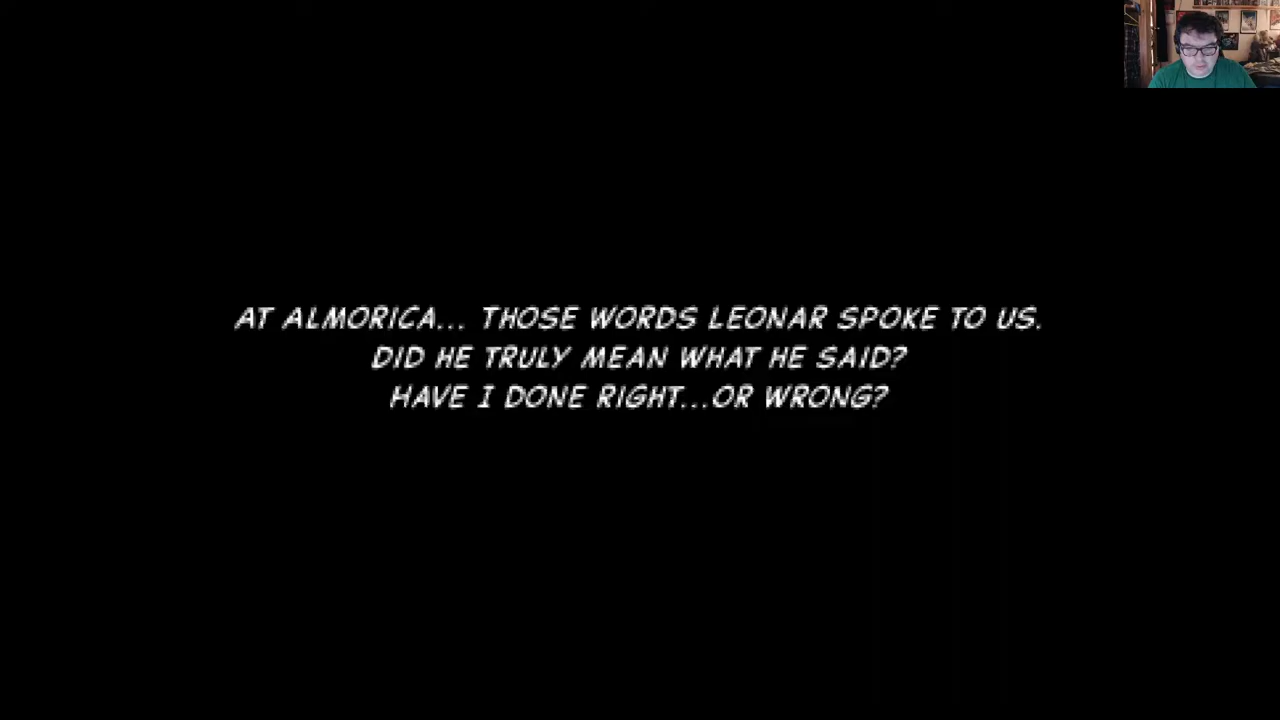 AT ALMORICA... THOSE WORDS LEONAR SPOKE TO US.
DID HE TRULY MEAN WHAT HE SAID?
HAVE I DONE RIGHT...OR WRONG?